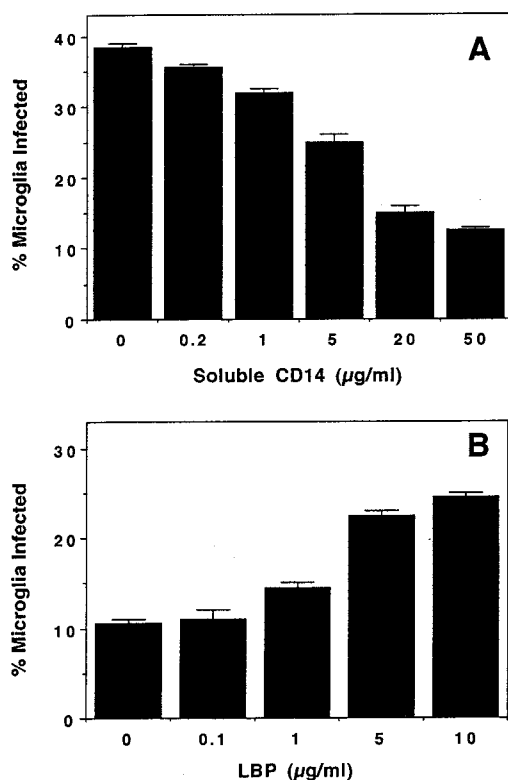 A
% Microglia Infected
40
30
20
10
0
0 0.2 1 5 20 50
Soluble CD14 (µg/ml)
B
% Microglia Infected
30
20
10
0
0 0.1 1 5 10
LBP (µg/ml)